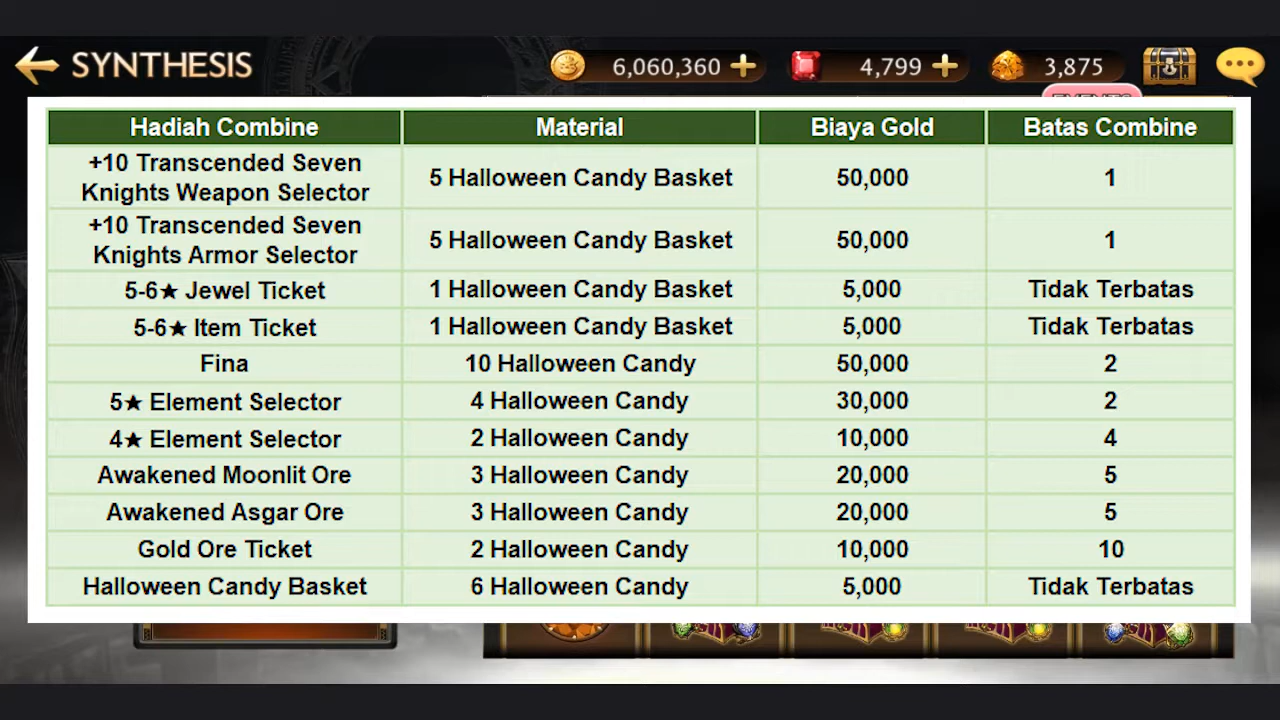 SYNTHESIS 6,060,360 4,799 3,875
Hadiah Combine Material Biaya Gold Batas Combine
+10 Transcended Seven
Knights Weapon Selector 5 Halloween Candy Basket 50,000 1
+10 Transcended Seven
Knights Armor Selector 5 Halloween Candy Basket 50,000 1
5-6★ Jewel Ticket 1 Halloween Candy Basket 5,000 Tidak Terbatas
5-6★ Item Ticket 1 Halloween Candy Basket 5,000 Tidak Terbatas
Fina 10 Halloween Candy 50,000 2
5★ Element Selector 4 Halloween Candy 30,000 2
4★ Element Selector 2 Halloween Candy 10,000 4
Awakened Moonlit Ore 3 Halloween Candy 20,000 5
Awakened Asgar Ore 3 Halloween Candy 20,000 5
Gold Ore Ticket 2 Halloween Candy 10,000 10
Halloween Candy Basket 6 Halloween Candy 5,000 Tidak Terbatas